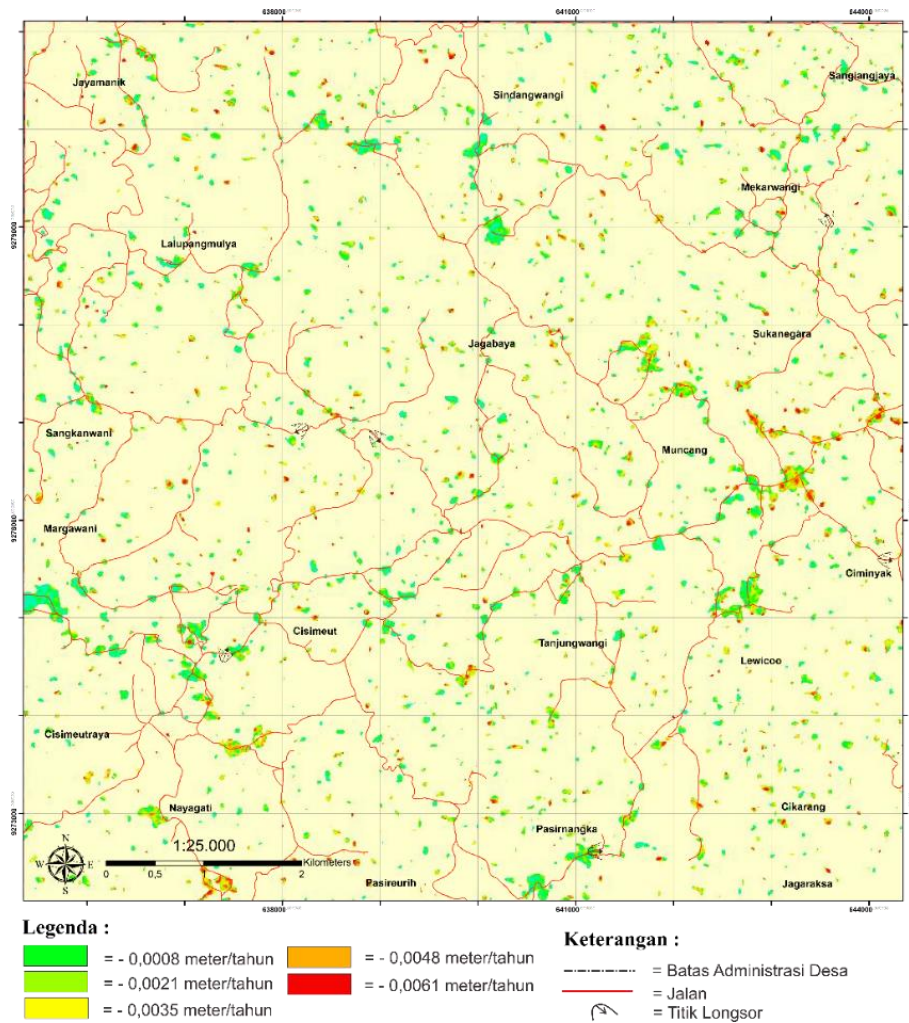 638000 641000 644000
Jayamanik
Sangiangjaya
Sindangwangi
Mekarwangi
9279000
Lalupangmulya
Sukanegara
Jagabaya
Sangkanwani
Muncang
Margawani
Ciminyak
Cisimeut
Tanjungwangi
Lewicoo
Cisimeutraya
Nayagati
Cikarang
Pasirnangka
1:25.000
N
W E
S
0 0,5 1 2 Kilometers
Pasireurih
Jagaraksa
638000 641000 644000
Legenda :
= - 0,0008 meter/tahun
= - 0,0021 meter/tahun
= - 0,0035 meter/tahun
= - 0,0048 meter/tahun
= - 0,0061 meter/tahun
Keterangan :
= Batas Administrasi Desa
= Jalan
= Titik Longsor